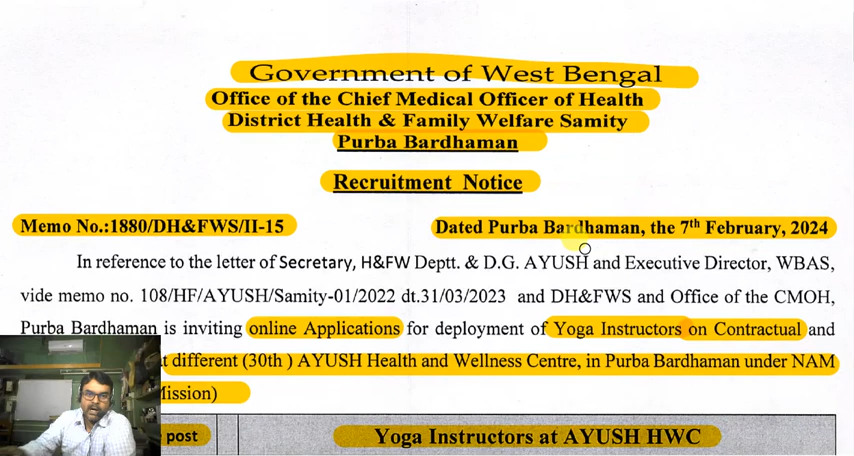 Government of West Bengal
Office of the Chief Medical Officer of Health
District Health & Family Welfare Samity
Purba Bardhaman
Recruitment Notice
Memo No.:1880/DH&FWS/II-15 Dated Purba Bardhaman, the 7th February, 2024
In reference to the letter of Secretary, H&FW Deptt. & D.G. AYUSH and Executive Director, WBAS,
vide memo no. 108/HF/AYUSH/Samity-01/2022 dt.31/03/2023 and DH&FWS and Office of the CMOH,
Purba Bardhaman is inviting online Applications for deployment of Yoga Instructors on Contractual and
different (30th ) AYUSH Health and Wellness Centre, in Purba Bardhaman under NAM
post Yoga Instructors at AYUSH HWC